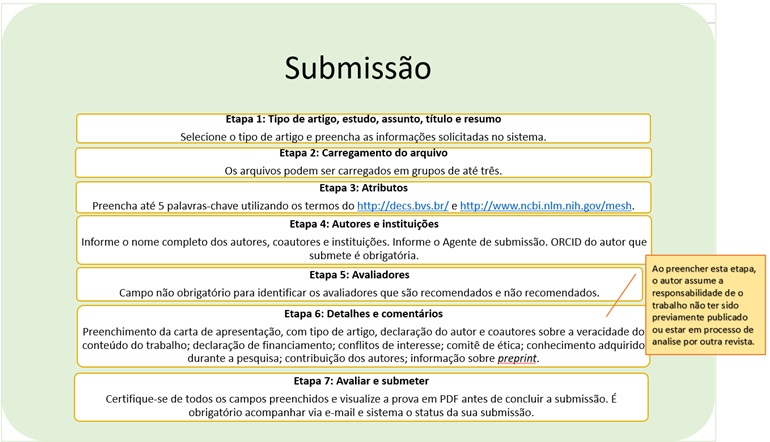 Submissão
Etapa 1: Tipo de artigo, estudo, assunto, título e resumo
Selecione o tipo de artigo e preencha as informações solicitadas no sistema.
Etapa 2: Carregamento do arquivo
Os arquivos podem ser carregados em grupos de até três.
Etapa 3: Atributos
Preencha até 5 palavras-chave utilizando os termos do http://decs.bvs.br/ e http://www.ncbi.nlm.nih.gov/mesh.
Etapa 4: Autores e instituições
Informe o nome completo dos autores, coautores e instituições. Informe o Agente de submissão. ORCID do autor que
submete é obrigatória.
Etapa 5: Avaliadores
Campo não obrigatório para identificar os avaliadores que são recomendados e não recomendados.
Etapa 6: Detalhes e comentários
Preenchimento da carta de apresentação, com tipo de artigo, declaração do autor e coautores sobre a veracidade do
conteúdo do trabalho; declaração de financiamento; conflitos de interesse; comitê de ética; conhecimento adquirido
durante a pesquisa; contribuição dos autores; informação sobre preprint.
Etapa 7: Avaliar e submeter
Certifique-se de todos os campos preenchidos e visualize a prova em PDF antes de concluir a submissão. É
obrigatório acompanhar via e-mail e sistema o status da sua submissão.
Ao preencher esta etapa,
o autor assume a
responsabilidade de o
trabalho não ter sido
previamente publicado
ou estar em processo de
analise por outra revista.